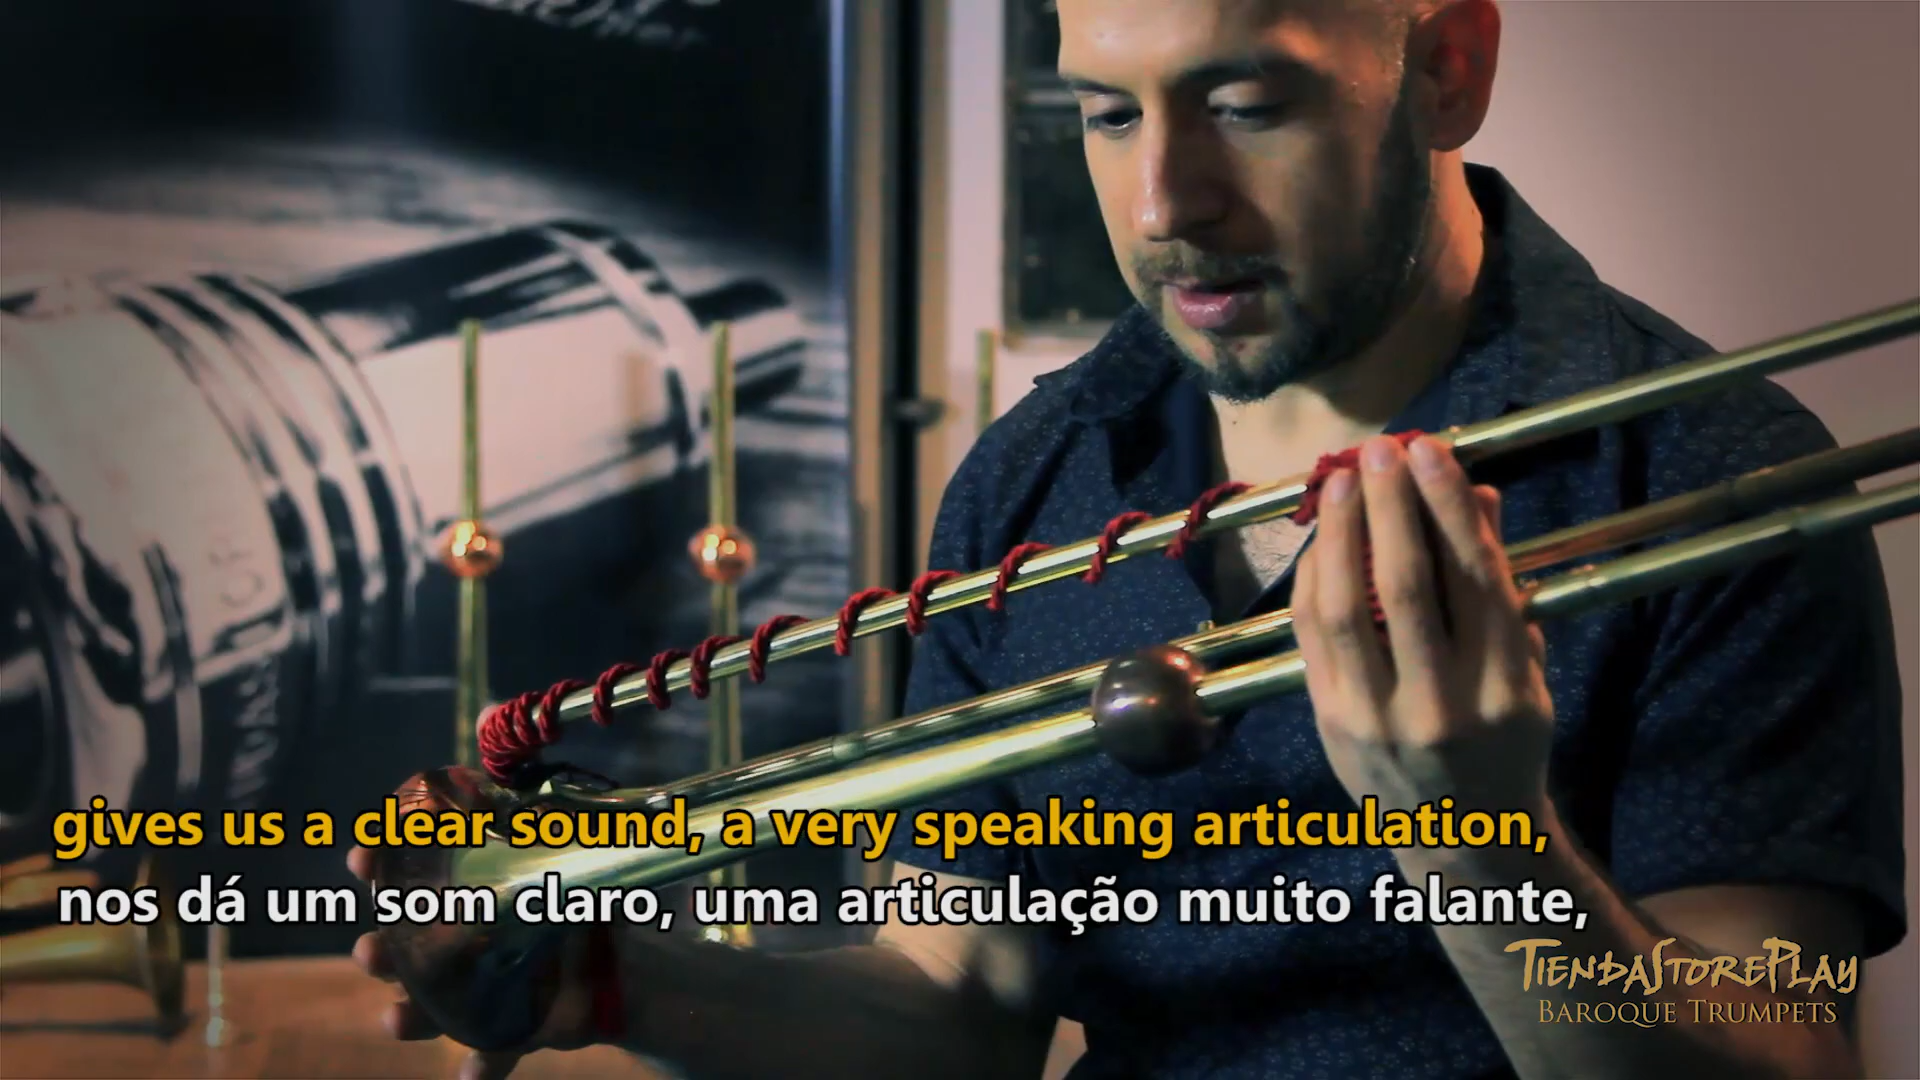 gives us a clear sound, a very speaking articulation,
nos dá um som claro, uma articulação muito falante,
TiendaStorePlay
Baroque Trumpets